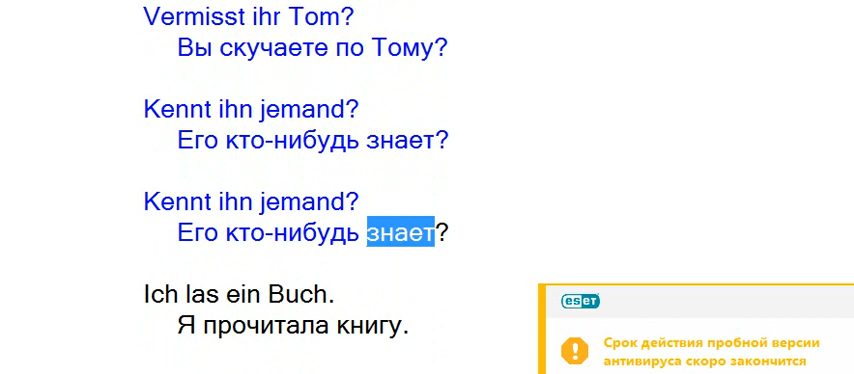 Vermisst ihr Tom?
Вы скучаете по Тому?
Kennt ihn jemand?
Его кто-нибудь знает?
Kennt ihn jemand?
Его кто-нибудь знает?
Ich las ein Buch.
Я прочитала книгу.
eset
Срок действия пробной версии
антивируса скоро закончится